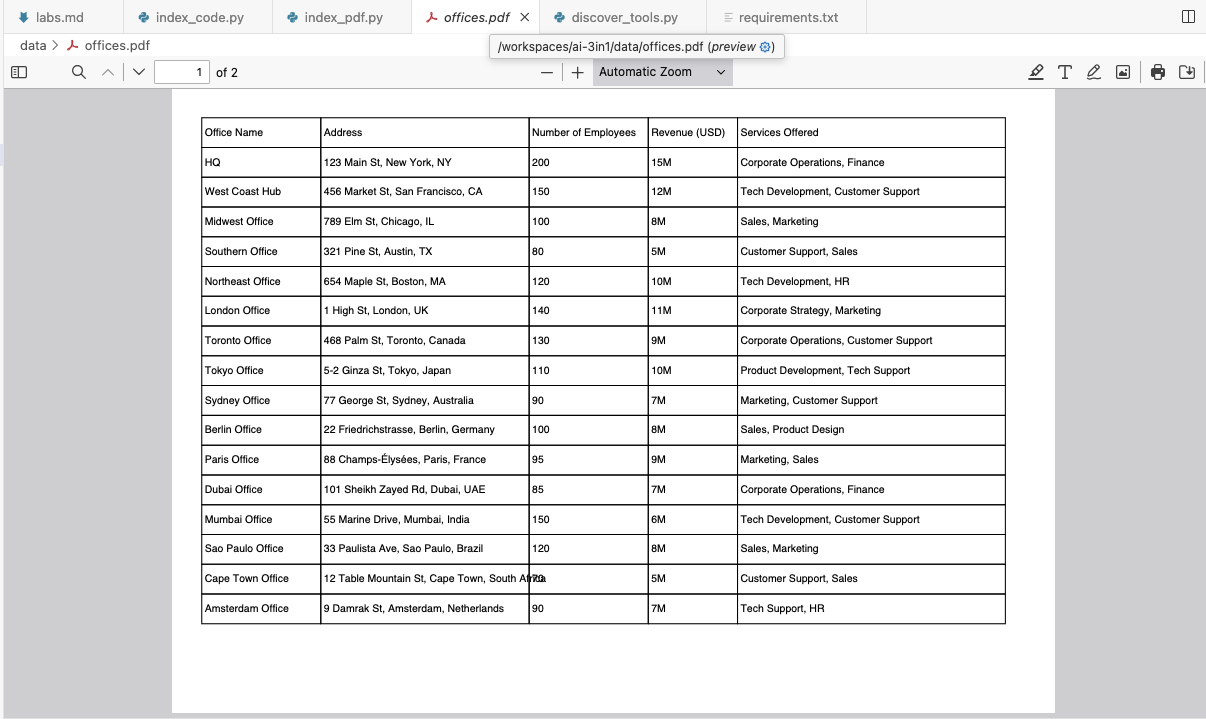 labs.md index_code.py index_pdf.py offices.pdf discover_tools.py requirements.txt
data offices.pdf
/workspaces/ai-3in1/data/offices.pdf (preview)
1 of 2 Automatic Zoom
Office Name Address Number of Employees Revenue (USD) Services Offered
HQ 123 Main St, New York, NY 200 15M Corporate Operations, Finance
West Coast Hub 456 Market St, San Francisco, CA 150 12M Tech Development, Customer Support
Midwest Office 789 Elm St, Chicago, IL 100 8M Sales, Marketing
Southern Office 321 Pine St, Austin, TX 80 5M Customer Support, Sales
Northeast Office 654 Maple St, Boston, MA 120 10M Tech Development, HR
London Office 1 High St, London, UK 140 11M Corporate Strategy, Marketing
Toronto Office 468 Palm St, Toronto, Canada 130 9M Corporate Operations, Customer Support
Tokyo Office 5-2 Ginza St, Tokyo, Japan 110 10M Product Development, Tech Support
Sydney Office 77 George St, Sydney, Australia 90 7M Marketing, Customer Support
Berlin Office 22 Friedrichstrasse, Berlin, Germany 100 8M Sales, Product Design
Paris Office 88 Champs-Élysées, Paris, France 95 9M Marketing, Sales
Dubai Office 101 Sheikh Zayed Rd, Dubai, UAE 85 7M Corporate Operations, Finance
Mumbai Office 55 Marine Drive, Mumbai, India 150 6M Tech Development, Customer Support
Sao Paulo Office 33 Paulista Ave, Sao Paulo, Brazil 120 8M Sales, Marketing
Cape Town Office 12 Table Mountain St, Cape Town, South Africa 70 5M Customer Support, Sales
Amsterdam Office 9 Damrak St, Amsterdam, Netherlands 90 7M Tech Support, HR